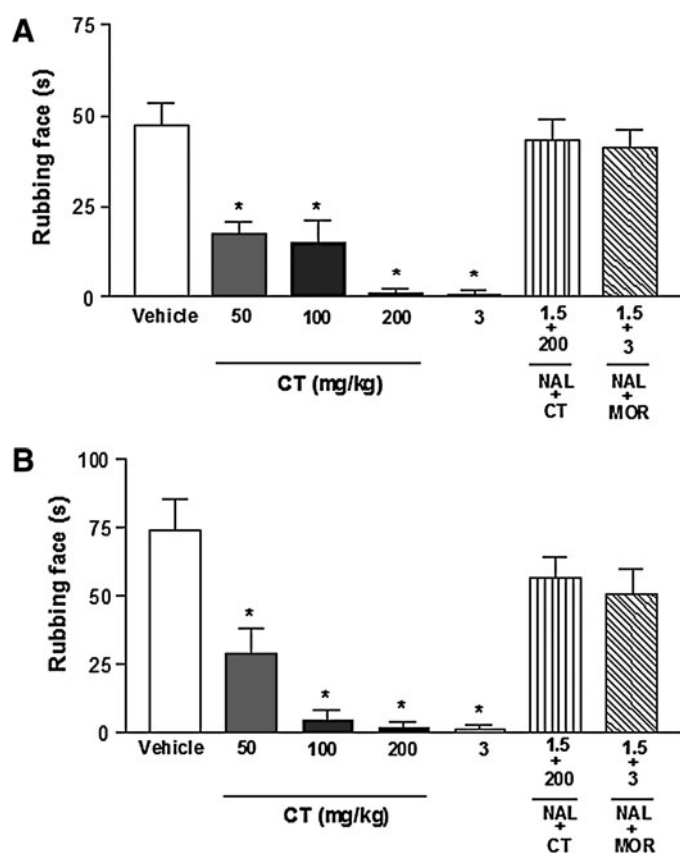 A
Rubbing face (s)
75
50
25
0
* * * *
Vehicle 50 100 200 3 1.5 1.5
+ +
200 3
CT (mg/kg) NAL NAL
+ +
CT MOR
B
Rubbing face (s)
100
75
50
25
0
* * * *
Vehicle 50 100 200 3 1.5 1.5
+ +
200 3
CT (mg/kg) NAL NAL
+ +
CT MOR